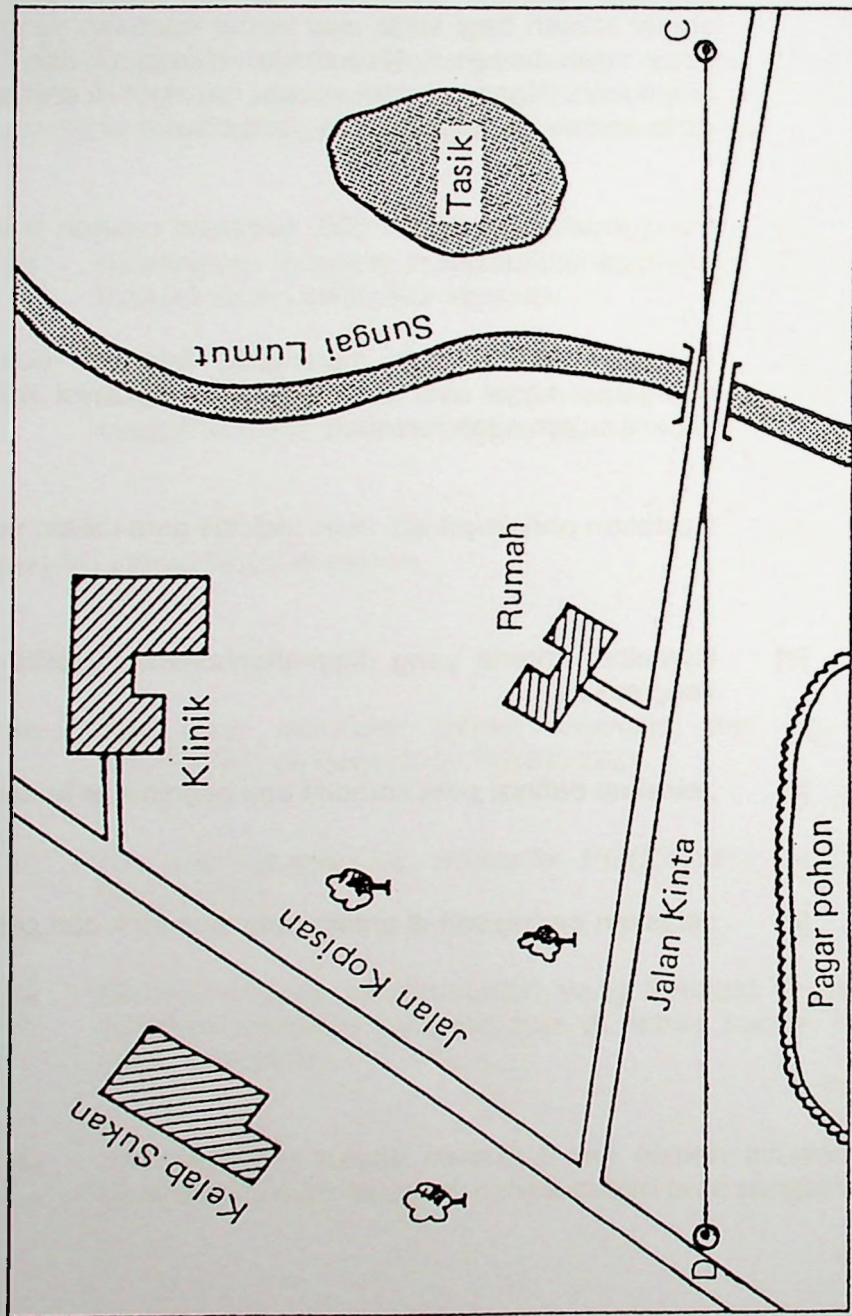 Kelab Sukan
Klinik
Jalan Kopisan
Sungai Lumut
Tasik
Rumah
Jalan Kinta
D
C
Pagar pohon